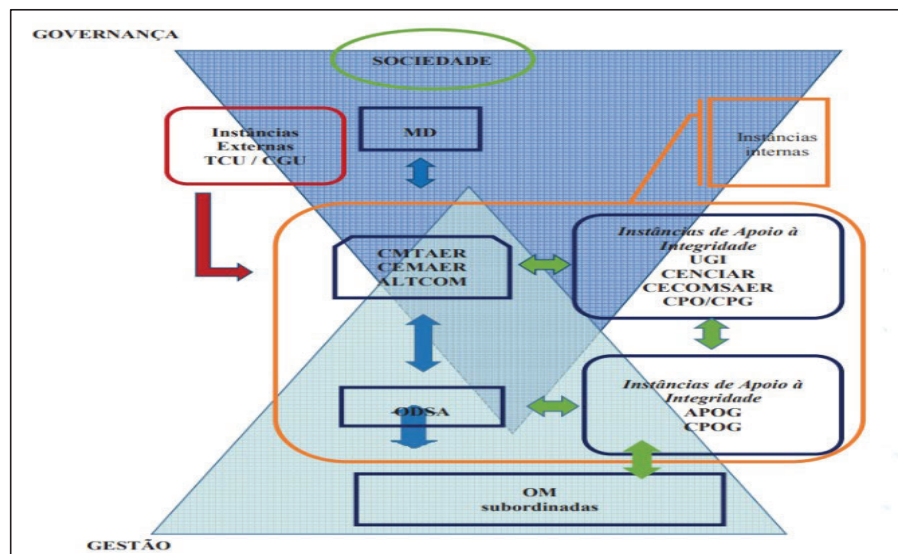 GOVERNANÇA
SOCIEDADE
Instâncias
Externas
TCU / CGU
MD
Instâncias
internas
CMTAER
CEMAER
ALTCOM
Instâncias de Apoio à
Integridade
UGI
CENCIAR
CECOMSAER
CPO/CPG
ODSA
Instâncias de Apoio à
Integridade
APOG
CPOG
OM
subordinadas
GESTÃO